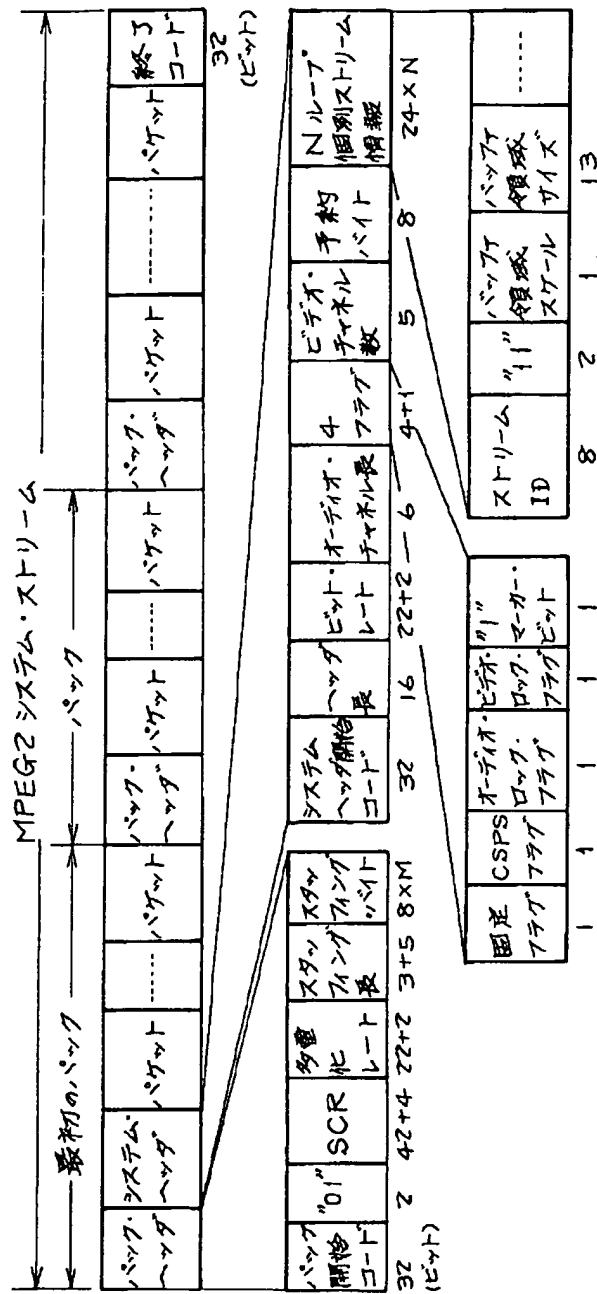 MPEG2 システム・ストリーム
最初のパック
パック
パック・ヘッダ
システム・ヘッダ
パケット
……
パケット
パック・ヘッダ
パケット
……
パケット
パック・ヘッダ
パケット
………
パケット
終了コード
32
(ビット)
パック開始コード
"01"
SCR
多重化レート
スタッフィング長
スタッフィング・バイト
32
(ビット)
2
42+4
22+2
3+5
8×M
システムヘッダ開始コード
ヘッダ長
ビット・レート
オーディオ・チャネル長
4フラグ
ビデオ・チャネル数
予約バイト
Nループ個別ストリーム情報
32
16
22+2
6
4+1
5
8
24×N
固定フラグ
CSPSフラグ
オーディオ・ロック・フラグ
ビデオ・ロック・フラグ
"1"マーカー・ビット
1
1
1
1
1
ストリームID
"11"
バッファ領域スケール
バッファ領域サイズ
……
8
2
1
13